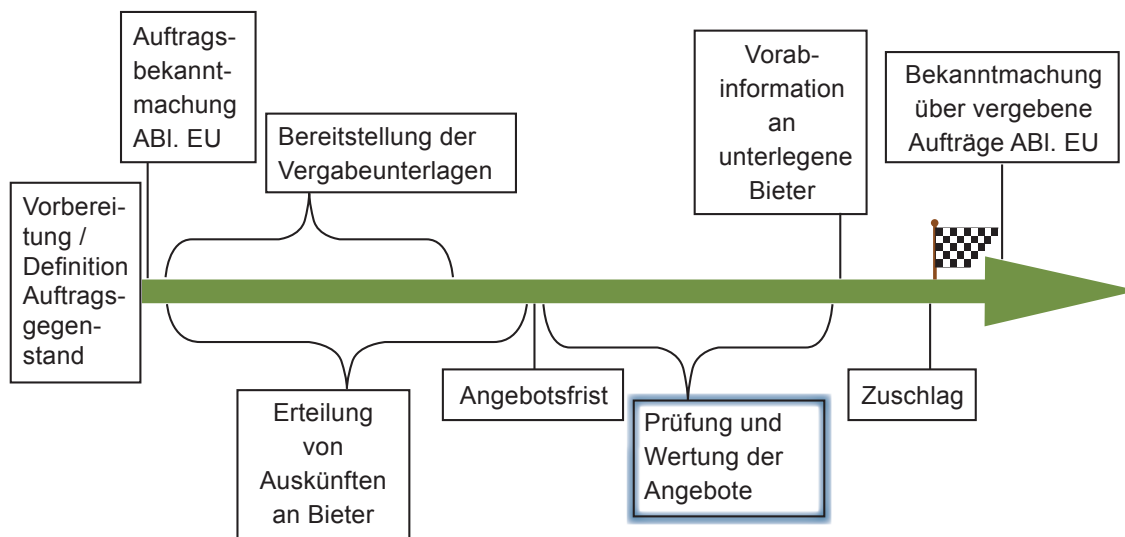 Auftrags-
bekannt-
machung
ABl. EU
Bereitstellung der
Vergabeunterlagen
Vorab-
information
an
unterlegene
Bieter
Bekanntmachung
über vergebene
Aufträge ABl. EU
Vorberei-
tung /
Definition
Auftrags-
gegen-
stand
Erteilung
von
Auskünften
an Bieter
Angebotsfrist
Prüfung und
Wertung der
Angebote
Zuschlag